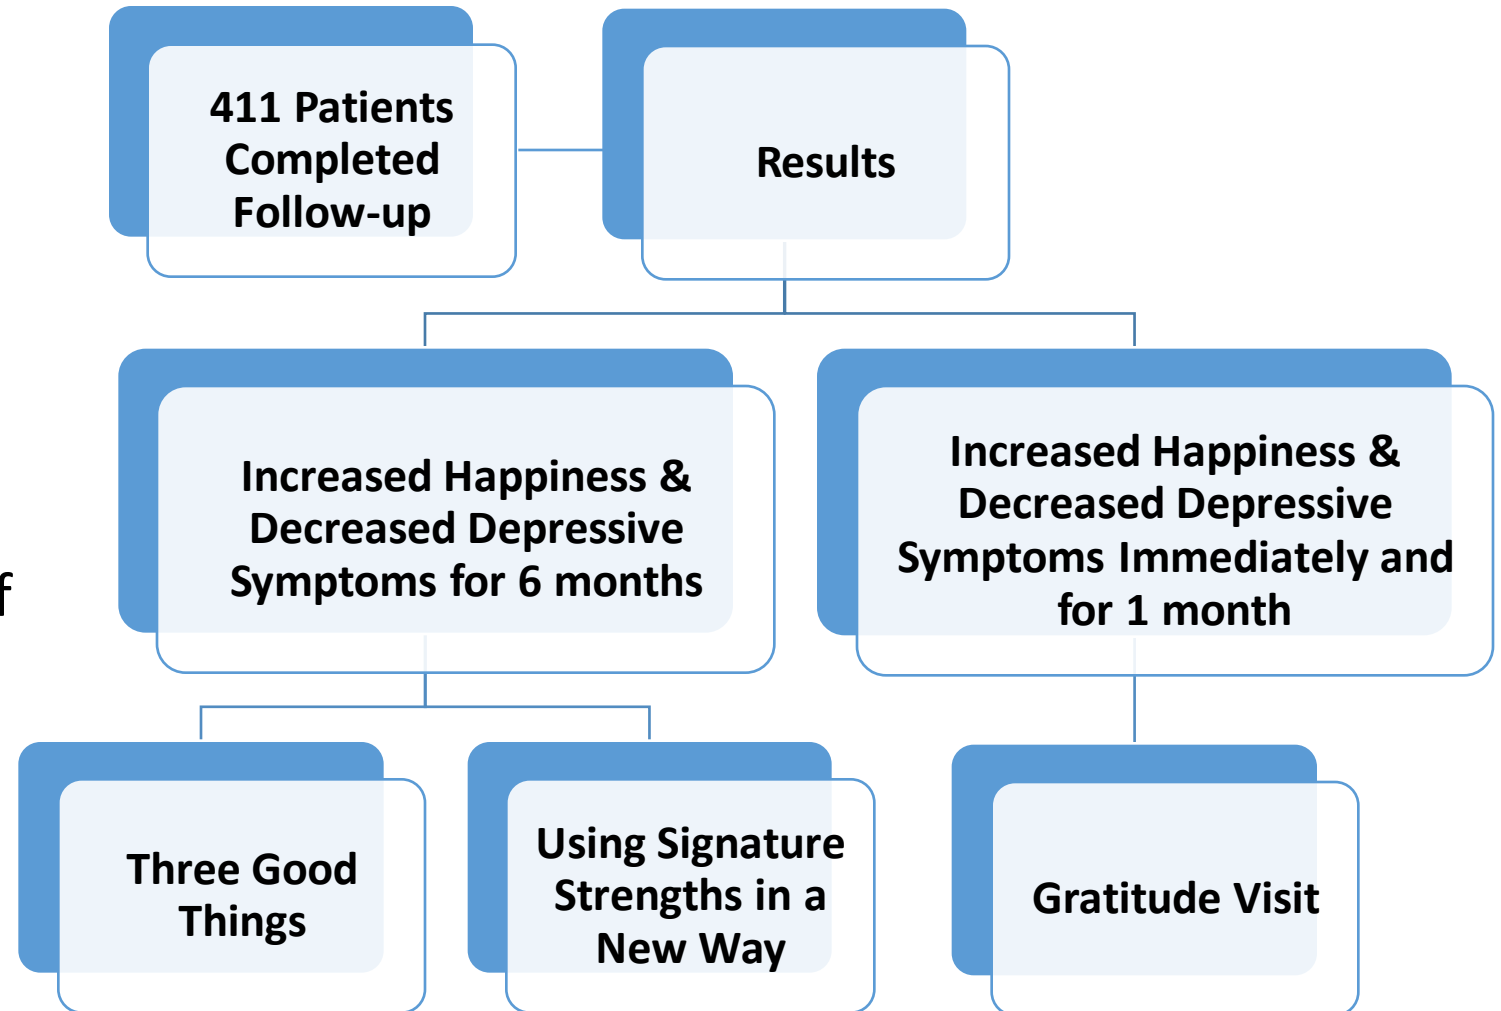 411 Patients
Completed
Follow-up
Results
Increased Happiness &
Decreased Depressive
Symptoms for 6 months
Increased Happiness &
Decreased Depressive
Symptoms Immediately and
for 1 month
f
Three Good
Things
Using Signature
Strengths in a
New Way
Gratitude Visit